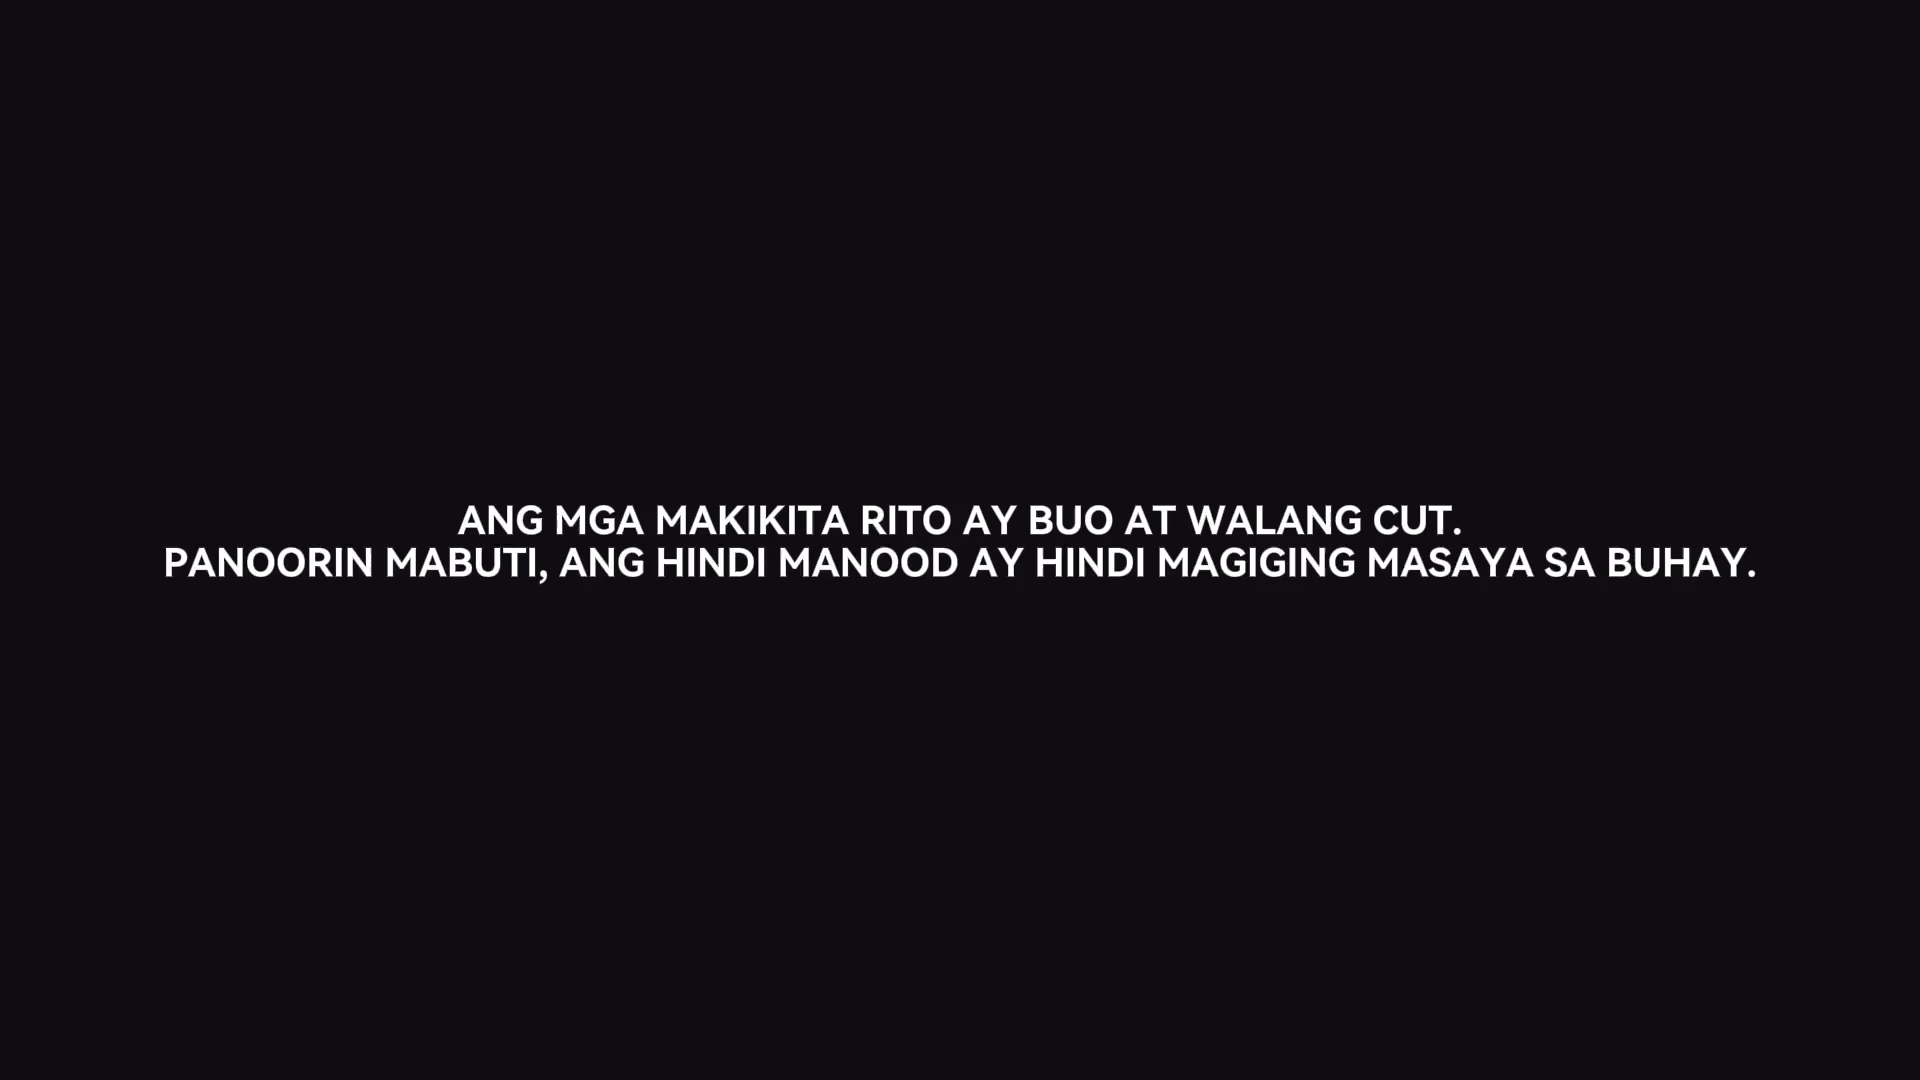 ANG MGA MAKIKITA RITO AY BUO AT WALANG CUT.
PANOORIN MABUTI, ANG HINDI MANOOD AY HINDI MAGIGING MASAYA SA BUHAY.